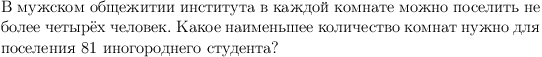 В мужском общежитии института в каждой комнате можно поселить не
более четырёх человек. Какое наименьшее количество комнат нужно для
поселения 81 иногороднего студента?